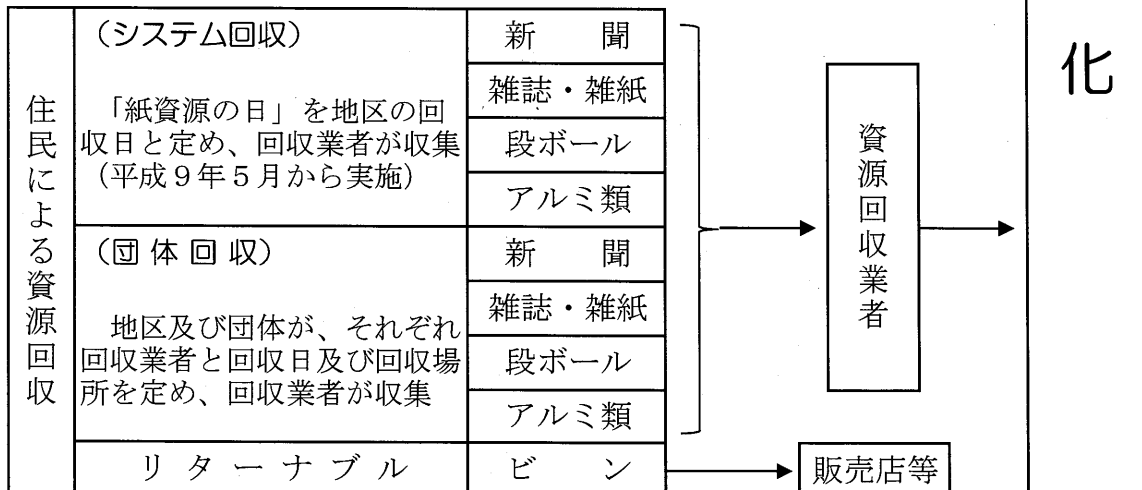 住民による資源回収
（システム回収）
「紙資源の日」を地区の回
収日と定め、回収業者が収集
（平成９年５月から実施）
新　　聞
雑誌・雑紙
段ボール
アルミ類
（団 体 回 収）
地区及び団体が、それぞれ
回収業者と回収日及び回収場
所を定め、回収業者が収集
新　　聞
雑誌・雑紙
段ボール
アルミ類
リ タ ー ナ ブ ル
ビ　　ン
資源回収業者
販売店等
化